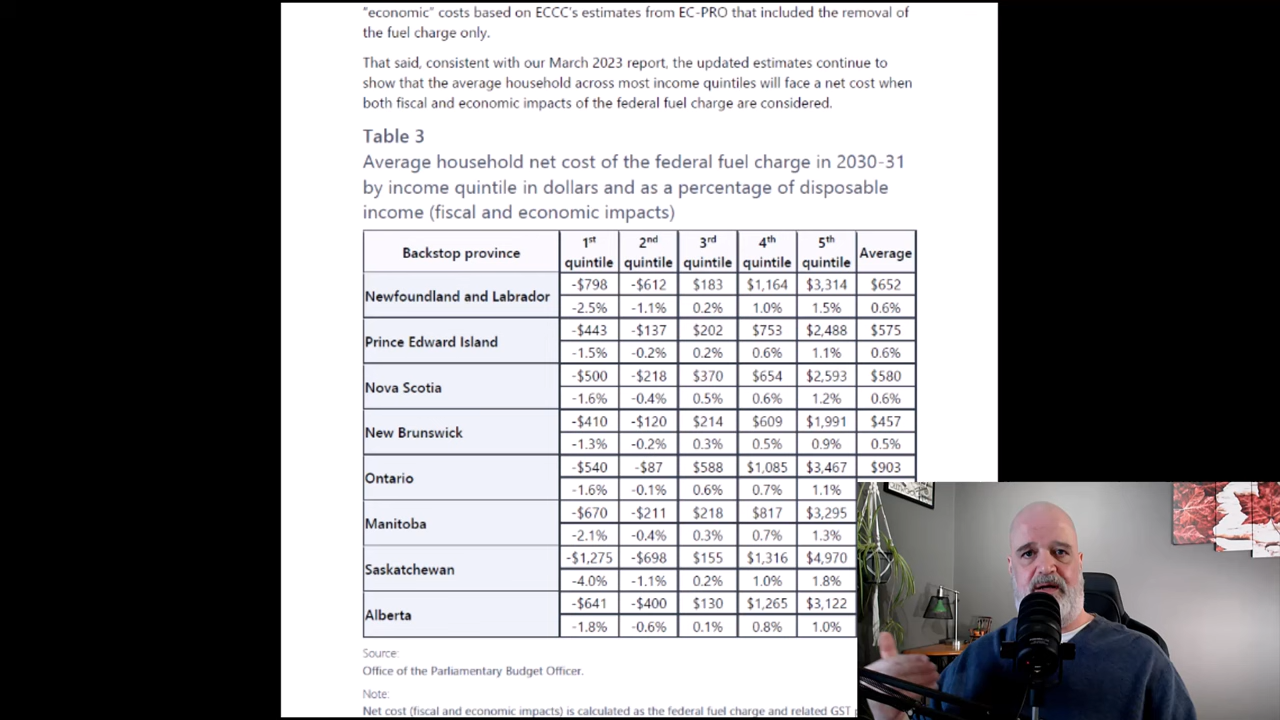 "economic" costs based on ECCC's estimates from EC-PRO that included the removal of
the fuel charge only.
That said, consistent with our March 2023 report, the updated estimates continue to
show that the average household across most income quintiles will face a net cost when
both fiscal and economic impacts of the federal fuel charge are considered.
Table 3
Average household net cost of the federal fuel charge in 2030-31
by income quintile in dollars and as a percentage of disposable
income (fiscal and economic impacts)
Backstop province 1st quintile 2nd quintile 3rd quintile 4th quintile 5th quintile Average
Newfoundland and Labrador -$798 -$612 $183 $1,164 $3,314 $652
-2.5% -1.1% 0.2% 1.0% 1.5% 0.6%
Prince Edward Island -$443 -$137 $202 $753 $2,488 $575
-1.5% -0.2% 0.2% 0.6% 1.1% 0.6%
Nova Scotia -$500 -$218 $370 $654 $2,593 $580
-1.6% -0.4% 0.5% 0.6% 1.2% 0.6%
New Brunswick -$410 -$120 $214 $609 $1,991 $457
-1.3% -0.2% 0.3% 0.5% 0.9% 0.5%
Ontario -$540 -$87 $588 $1,085 $3,467 $903
-1.6% -0.1% 0.6% 0.7% 1.1%
Manitoba -$670 -$211 $218 $817 $3,295
-2.1% -0.4% 0.3% 0.7% 1.3%
Saskatchewan -$1,275 -$698 $155 $1,316 $4,970
-4.0% -1.1% 0.2% 1.0% 1.8%
Alberta -$641 -$400 $130 $1,265 $3,122
-1.8% -0.6% 0.1% 0.8% 1.0%
Source:
Office of the Parliamentary Budget Officer.
Note:
Net cost (fiscal and economic impacts) is calculated as the federal fuel charge and related GST